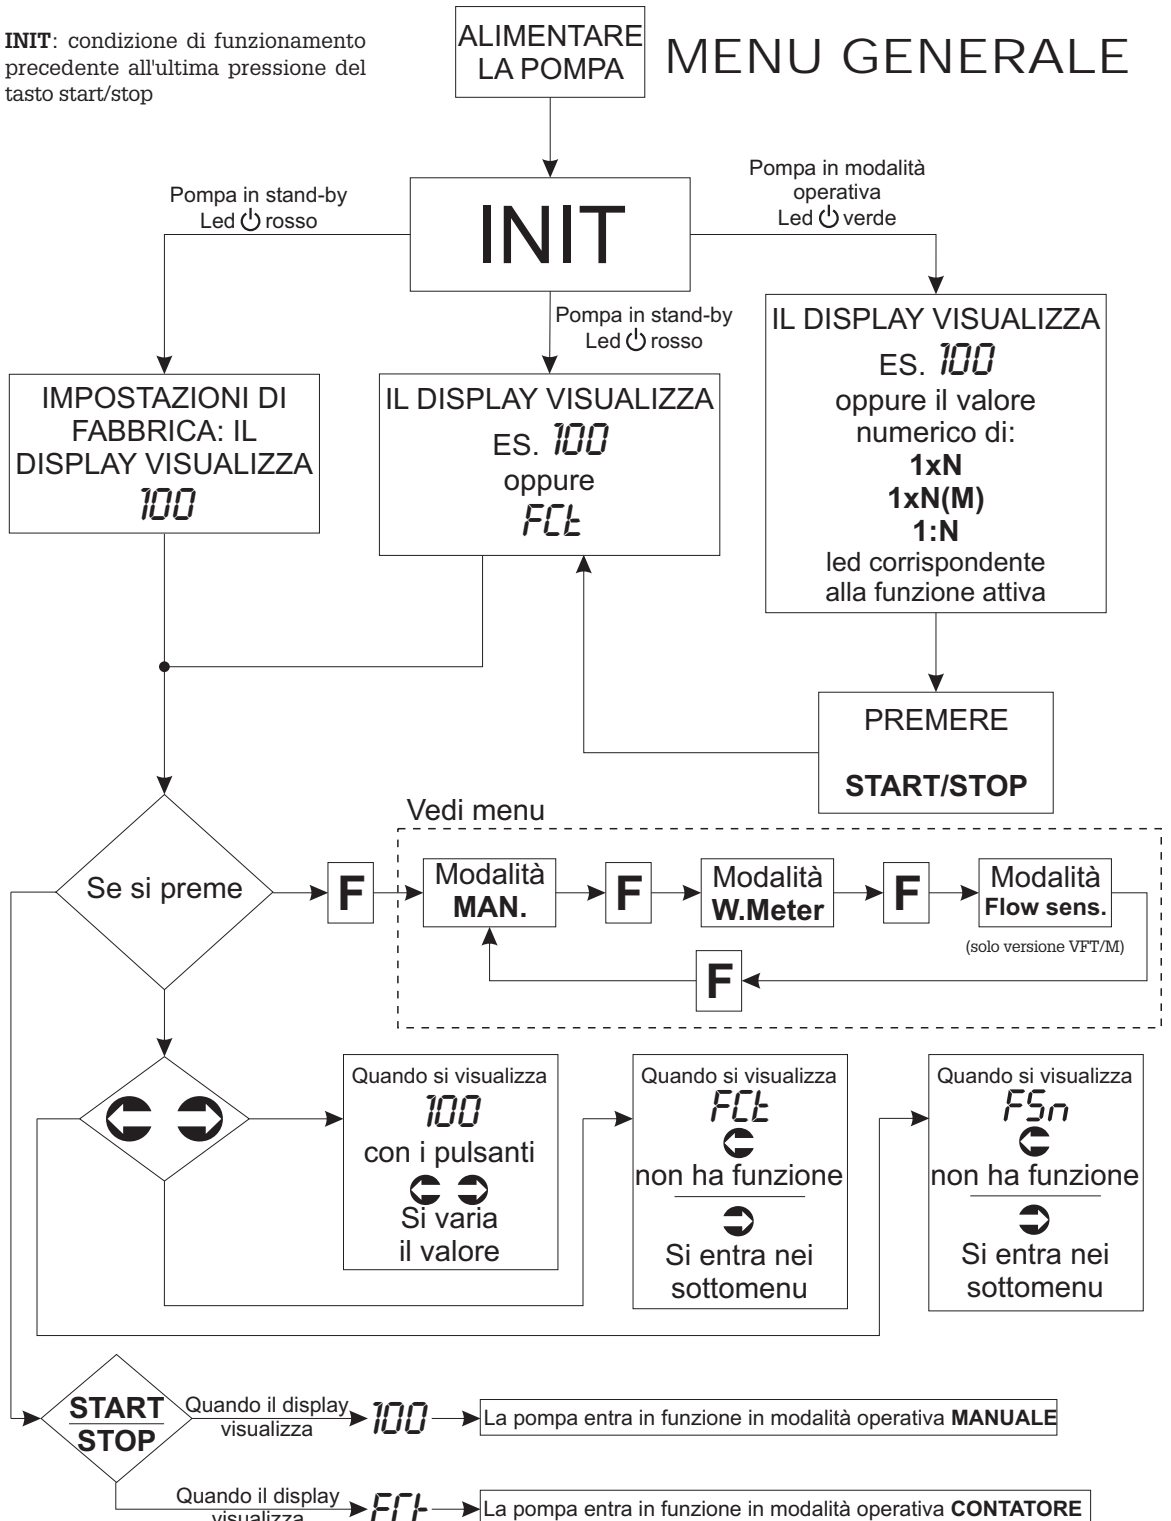 INIT: condizione di funzionamento
precedente all'ultima pressione del
tasto start/stop
ALIMENTARE
LA POMPA
MENU GENERALE
Pompa in stand-by
Led rosso
INIT
Pompa in modalità
operativa
Led verde
Pompa in stand-by
Led rosso
IMPOSTAZIONI DI
FABBRICA: IL
DISPLAY VISUALIZZA
100
IL DISPLAY VISUALIZZA
ES. 100
oppure
FCt
IL DISPLAY VISUALIZZA
ES. 100
oppure il valore
numerico di:
1xN
1xN(M)
1:N
led corrispondente
alla funzione attiva
PREMERE
START/STOP
Vedi menu
Se si preme
F
Modalità
MAN.
F
Modalità
W.Meter
F
Modalità
Flow sens.
(solo versione VFT/M)
F
Quando si visualizza
100
con i pulsanti
Si varia
il valore
Quando si visualizza
FCt
non ha funzione
Si entra nei
sottomenu
Quando si visualizza
FSn
non ha funzione
Si entra nei
sottomenu
START
STOP
Quando il display
visualizza
100
La pompa entra in funzione in modalità operativa MANUALE
Quando il display
visualizza
FCt
La pompa entra in funzione in modalità operativa CONTATORE